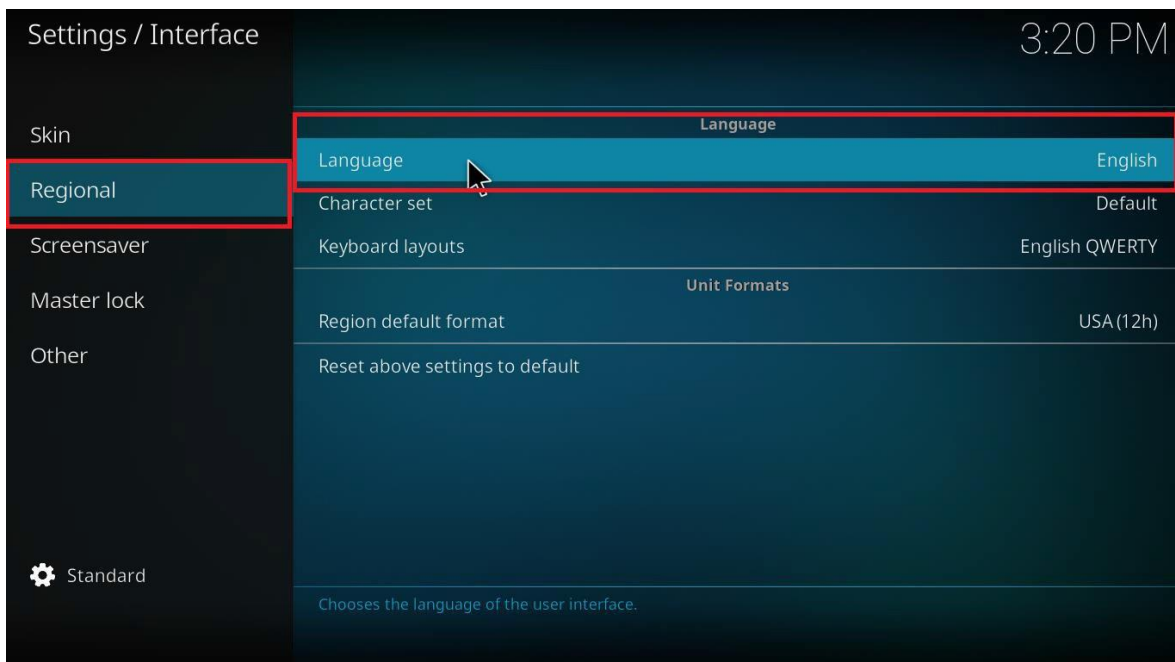 Settings / Interface
3:20 PM
Skin
Regional
Screensaver
Master lock
Other
Standard
Language
Language English
Character set Default
Keyboard layouts English QWERTY
Unit Formats
Region default format USA (12h)
Reset above settings to default
Chooses the language of the user interface.